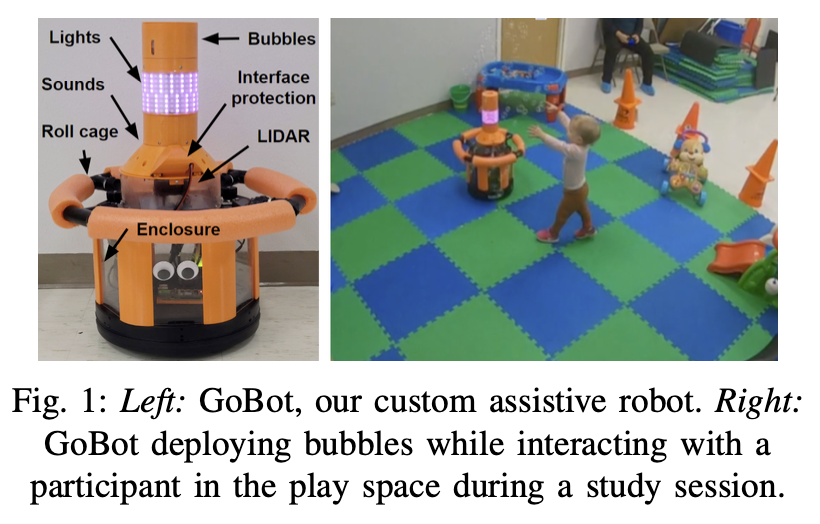 Lights
Bubbles
Sounds
Interface
protection
Roll cage
LIDAR
Enclosure
Fig. 1: Left: GoBot, our custom assistive robot. Right:
GoBot deploying bubbles while interacting with a
participant in the play space during a study session.